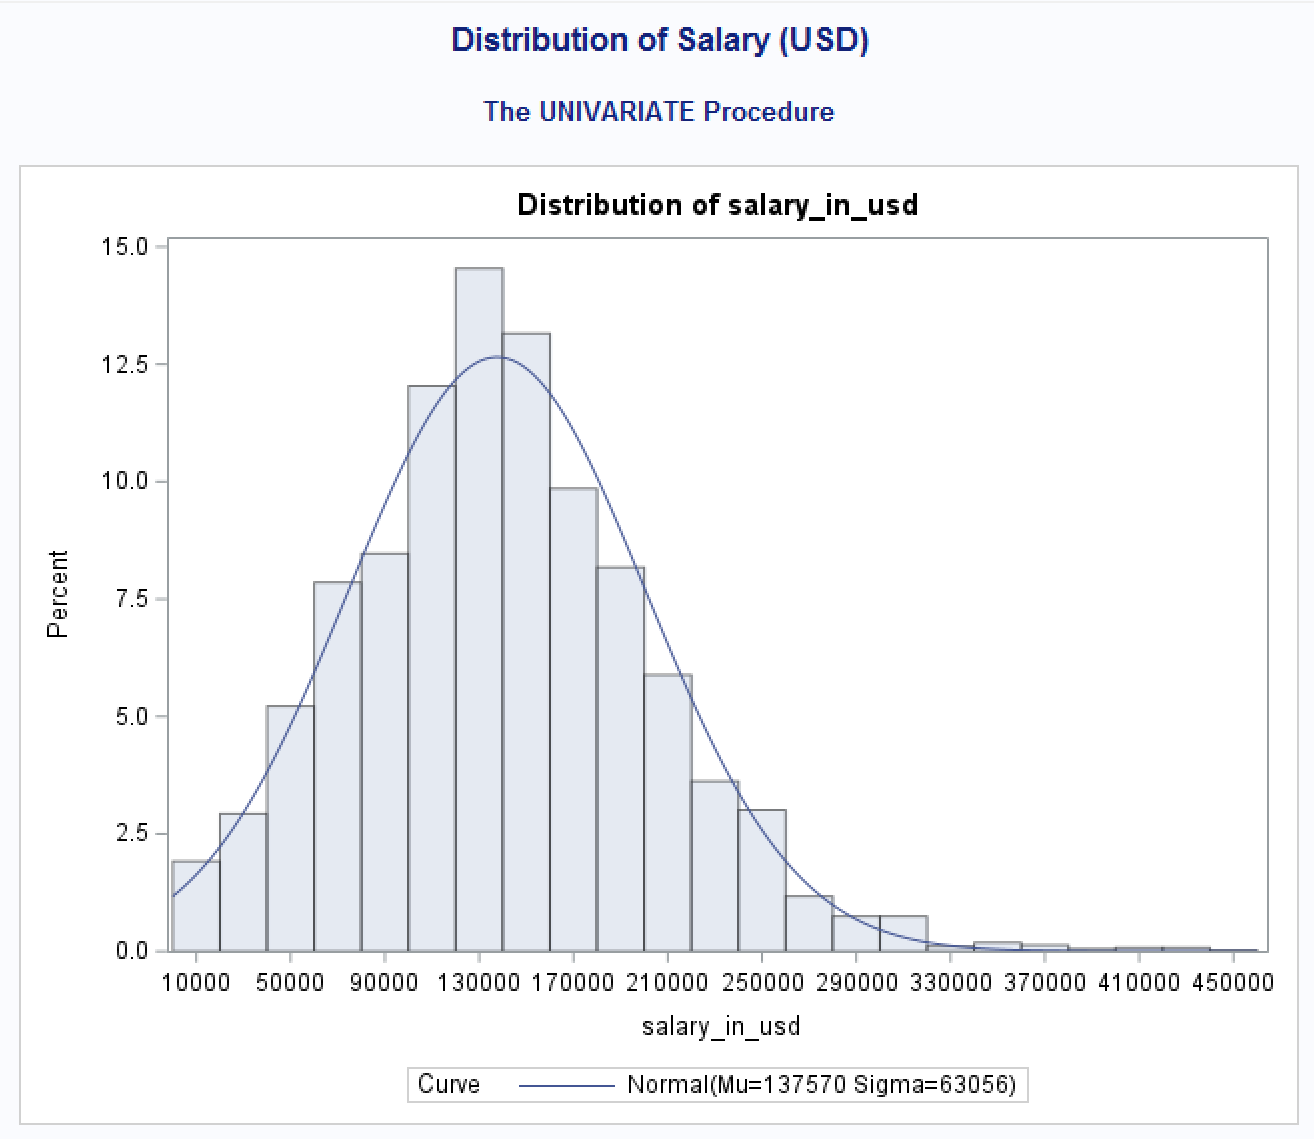 Distribution of Salary (USD)
The UNIVARIATE Procedure
Distribution of salary_in_usd
15.0
12.5
10.0
7.5
5.0
2.5
0.0
Percent
10000 50000 90000 130000 170000 210000 250000 290000 330000 370000 410000 450000
salary_in_usd
Curve Normal(Mu=137570 Sigma=63056)